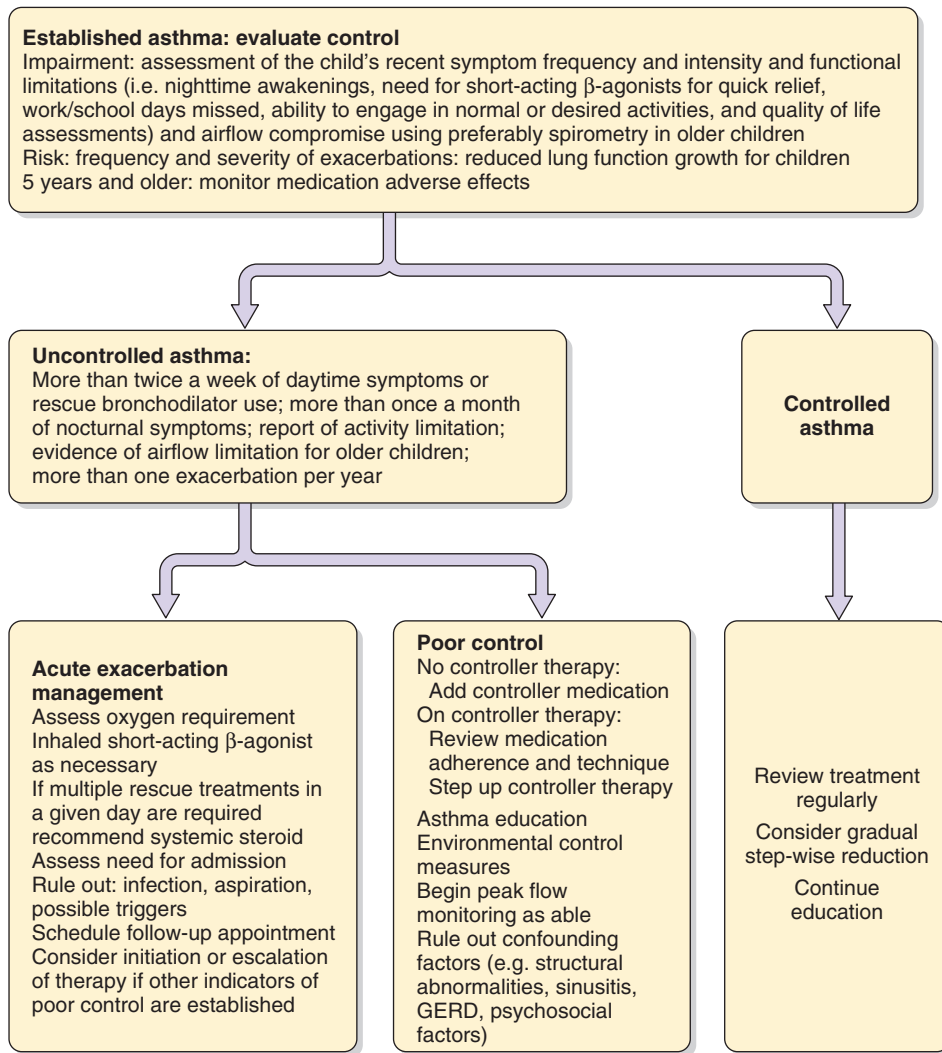 Established asthma: evaluate control
Impairment: assessment of the child's recent symptom frequency and intensity and functional
limitations (i.e. nighttime awakenings, need for short-acting β-agonists for quick relief,
work/school days missed, ability to engage in normal or desired activities, and quality of life
assessments) and airflow compromise using preferably spirometry in older children
Risk: frequency and severity of exacerbations: reduced lung function growth for children
5 years and older: monitor medication adverse effects
Uncontrolled asthma:
More than twice a week of daytime symptoms or
rescue bronchodilator use; more than once a month
of nocturnal symptoms; report of activity limitation;
evidence of airflow limitation for older children;
more than one exacerbation per year
Controlled
asthma
Acute exacerbation
management
Assess oxygen requirement
Inhaled short-acting β-agonist
as necessary
If multiple rescue treatments in
a given day are required
recommend systemic steroid
Assess need for admission
Rule out: infection, aspiration,
possible triggers
Schedule follow-up appointment
Consider initiation or escalation
of therapy if other indicators of
poor control are established
Poor control
No controller therapy:
Add controller medication
On controller therapy:
Review medication
adherence and technique
Step up controller therapy
Asthma education
Environmental control
measures
Begin peak flow
monitoring as able
Rule out confounding
factors (e.g. structural
abnormalities, sinusitis,
GERD, psychosocial
factors)
Review treatment
regularly
Consider gradual
step-wise reduction
Continue
education